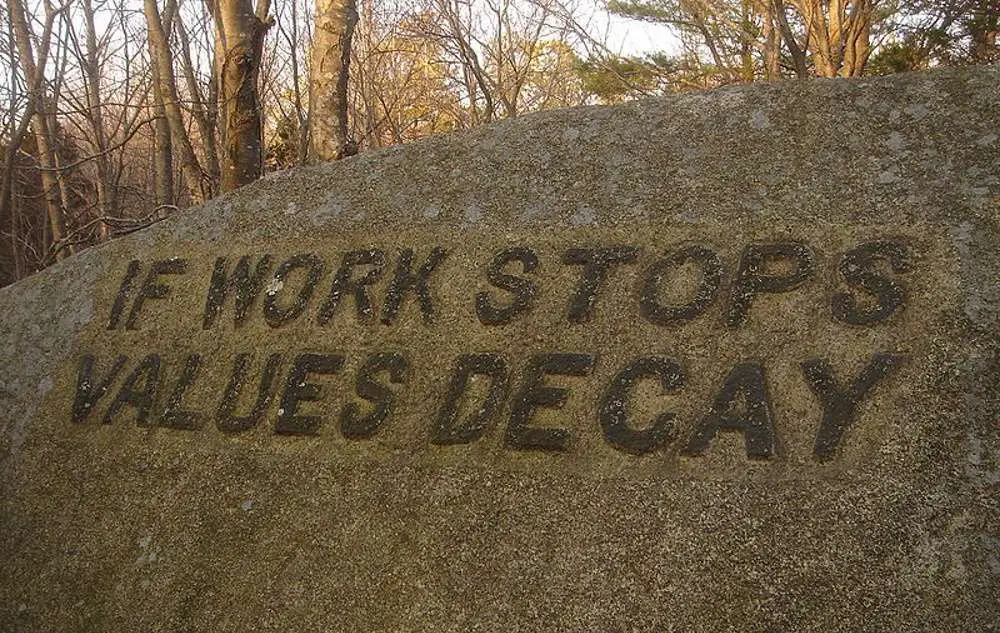 IF WORK STOPS
VALUES DECAY